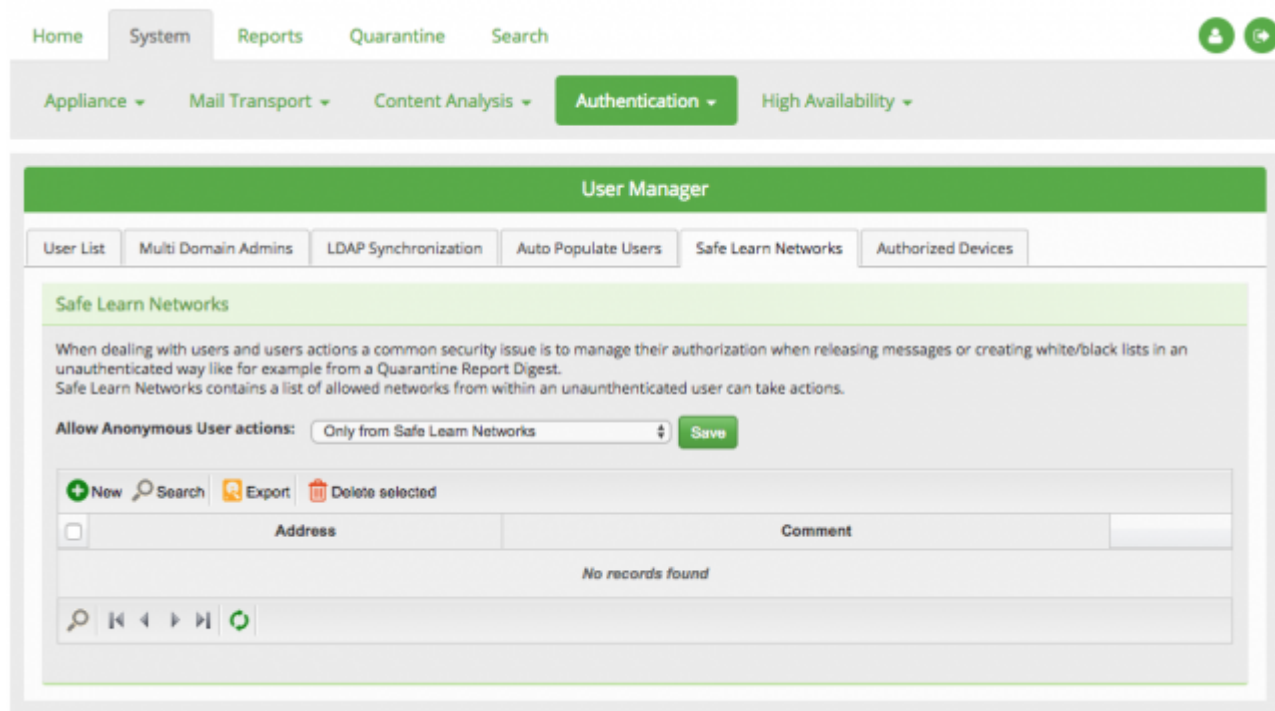 Home System Reports Quarantine Search
Appliance Mail Transport Content Analysis Authentication High Availability
User Manager
User List Multi Domain Admins LDAP Synchronization Auto Populate Users Safe Learn Networks Authorized Devices
Safe Learn Networks
When dealing with users and users actions a common security issue is to manage their authorization when releasing messages or creating white/black lists in an
unauthenticated way like for example from a Quarantine Report Digest.
Safe Learn Networks contains a list of allowed networks from within an unaunthenticated user can take actions.
Allow Anonymous User actions: Only from Safe Learn Networks Save
New Search Export Delete selected
Address Comment
No records found